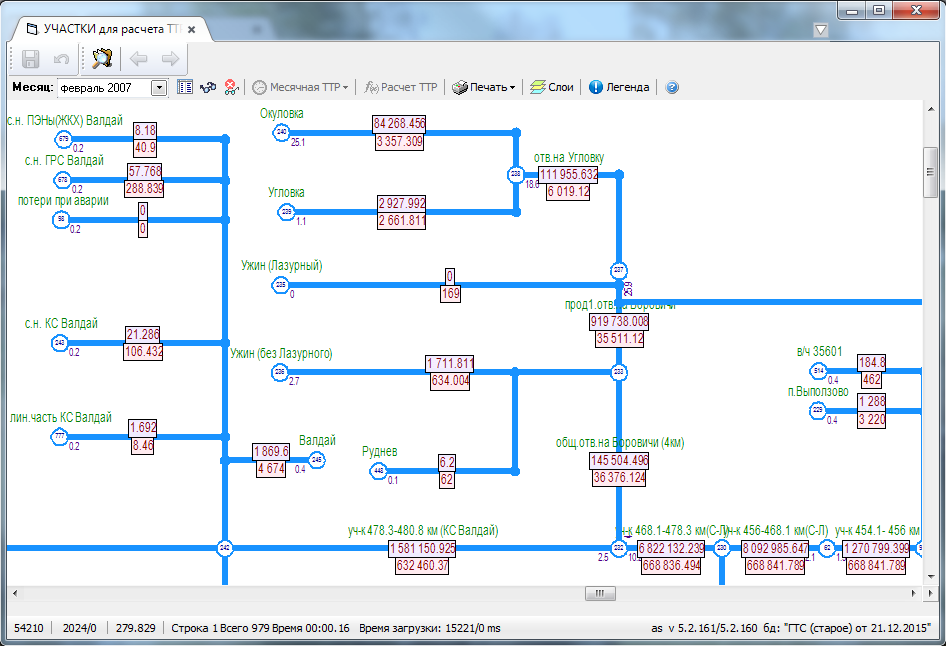 УЧАСТКИ для расчета ТТ
Месяц: февраль 2007 Месячная ТТР Расчет ТТР Печать Слои Легенда
с.н. ПЭНы(ЖКХ) Валдай
679
0.2
8.18
40.9
с.н. ГРС Валдай
678
0.2
57.768
288.839
потери при аварии
98
0.2
0
0
с.н. КС Валдай
243
0.2
21.286
106.432
лин.часть КС Валдай
777
0.2
1.692
8.46
Валдай
245
0.4
1 869.6
4 674
242
Окуловка
240
25.1
84 268.456
3 357.309
Угловка
239
1.1
2 927.992
2 661.811
238
18.6
отв.на Угловку
111 955.632
6 019.12
237
25.9
Ужин (Лазурный)
235
0
0
169
прод1.отв.на Боровичи
919 738.008
35 511.12
Ужин (без Лазурного)
236
2.7
1 711.811
634.004
233
Руднев
448
0.1
6.2
62
общ.отв.на Боровичи (4км)
145 504.496
36 376.124
в/ч 35601
514
0.4
184.8
462
п.Выползово
229
0.4
1 288
3 220
уч-к 478.3-480.8 км (КС Валдай)
1 581 150.925
632 460.37
2.5
232
уч-к 468.1-478.3 км(С-Л)
6 822 132.239
668 836.494
230
уч-к 456-468.1 км(С-Л)
8 092 985.647
668 841.789
62
уч-к 454.1- 456 км
1 270 799.399
668 841.789
54210 2024/0 279.829 Строка 1 Всего 979 Время 00:00.16 Время загрузки: 15221/0 ms as v 5.2.161/5.2.160 бд: "ГТС (старое) от 21.12.2015"